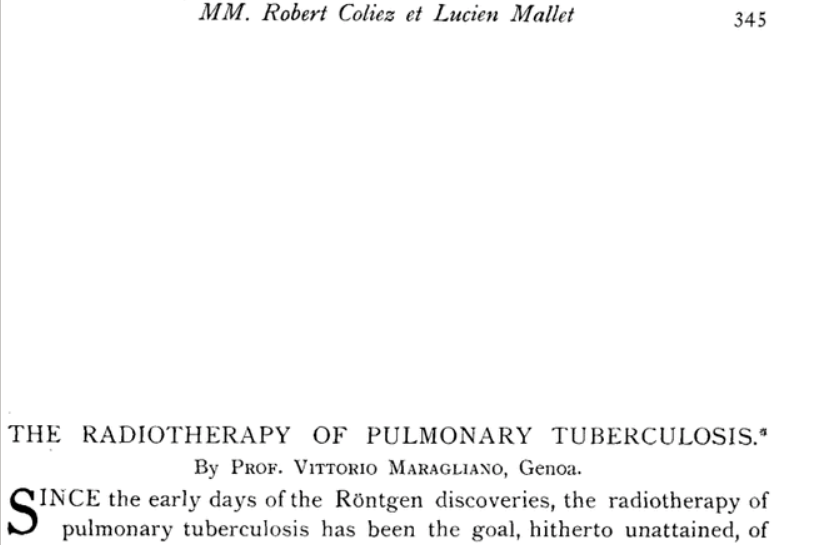 MM. Robert Coliez et Lucien Mallet
345
THE RADIOTHERAPY OF PULMONARY TUBERCULOSIS.*
By PROF. VITTORIO MARAGLIANO, Genoa.
SINCE the early days of the Röntgen discoveries, the radiotherapy of
pulmonary tuberculosis has been the goal, hitherto unattained, of